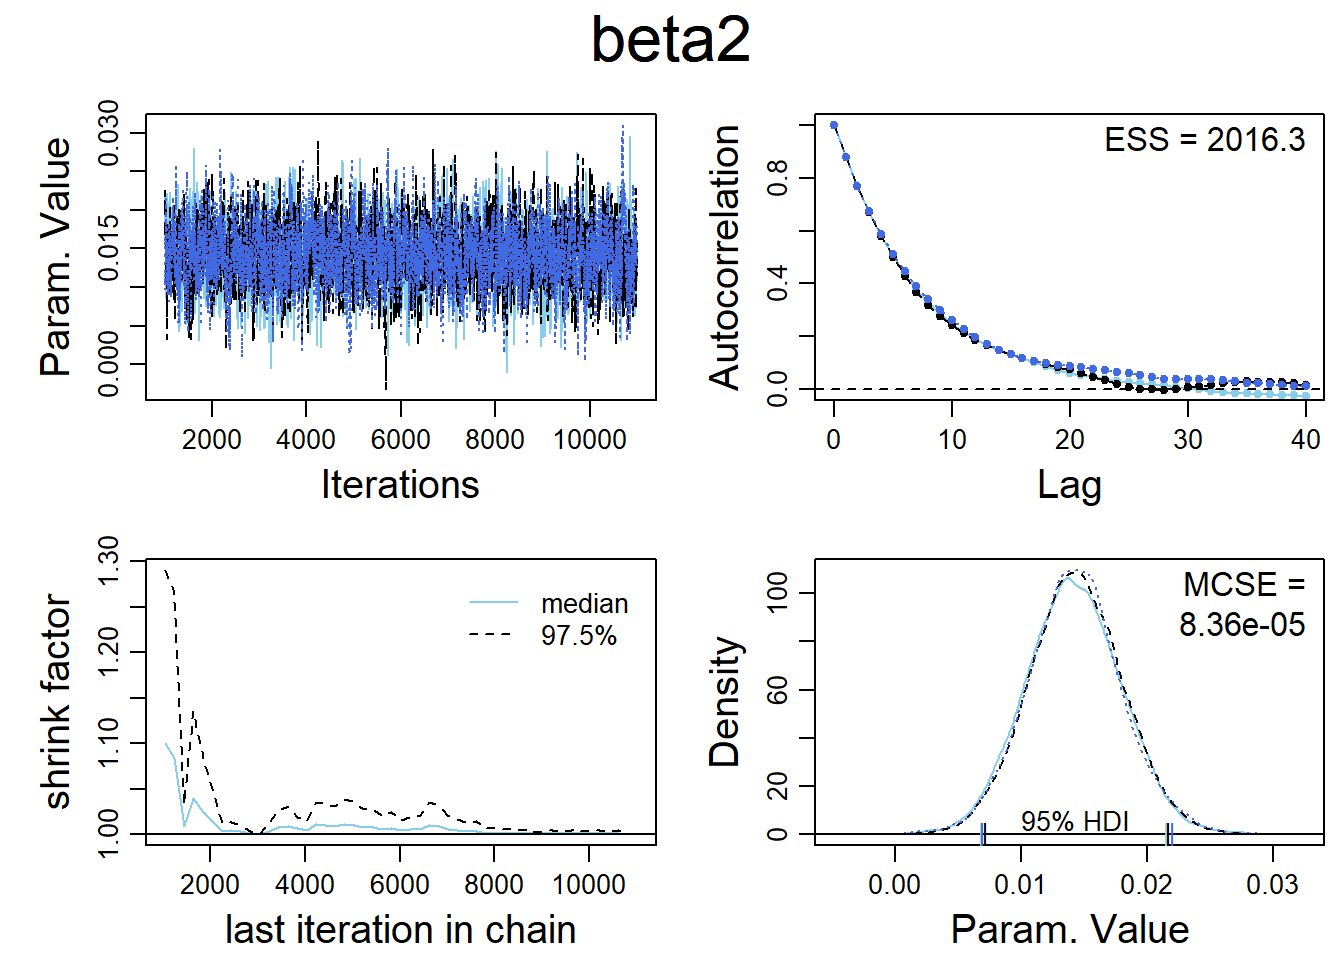 beta2
Param. Value
0.000 0.015 0.030
2000 4000 6000 8000 10000
Iterations
Autocorrelation
0.0 0.4 0.8
ESS = 2016.3
0 10 20 30 40
Lag
shrink factor
1.00 1.10 1.20 1.30
median
97.5%
2000 4000 6000 8000 10000
last iteration in chain
Density
0 20 60 100
MCSE =
8.36e-05
95% HDI
0.00 0.01 0.02 0.03
Param. Value